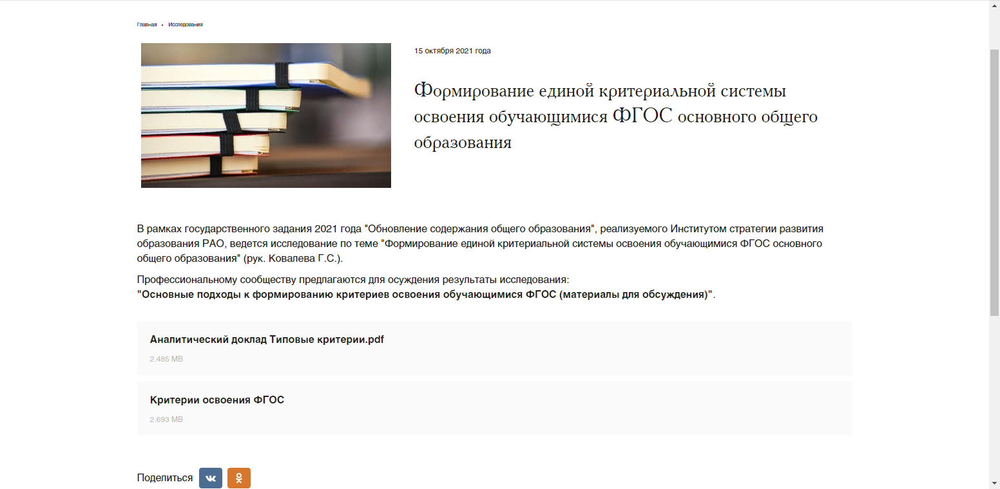 Главная • Исследования
15 октября 2021 года
Формирование единой критериальной системы
освоения обучающимися ФГОС основного общего
образования
В рамках государственного задания 2021 года "Обновление содержания общего образования", реализуемого Институтом стратегии развития
образования РАО, ведется исследование по теме "Формирование единой критериальной системы освоения обучающимися ФГОС основного
общего образования" (рук. Ковалева Г.С.).
Профессиональному сообществу предлагаются для осуждения результаты исследования:
"Основные подходы к формированию критериев освоения обучающимися ФГОС (материалы для обсуждения)".
Аналитический доклад Типовые критерии.pdf
2.485 MB
Критерии освоения ФГОС
2.693 MB
Поделиться